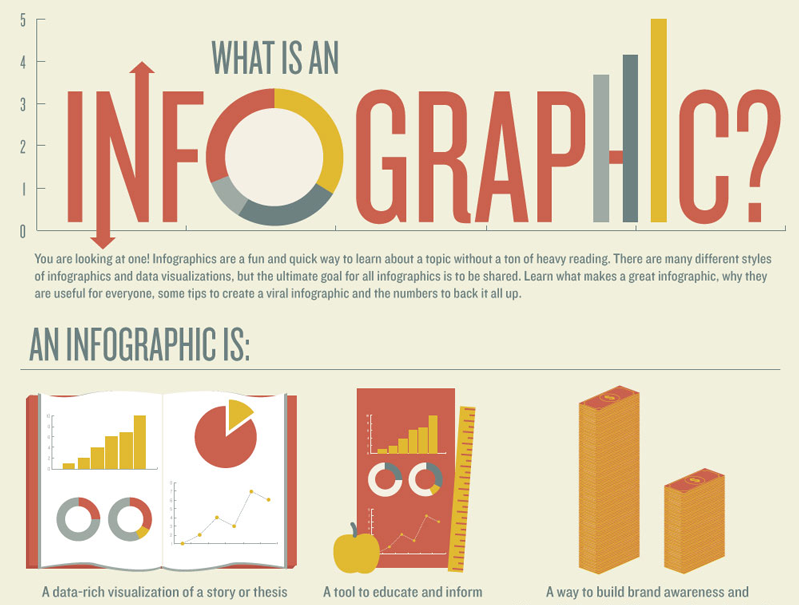 5
4
3
2
1
0
WHAT IS AN
INFOGRAPHIC?
You are looking at one! Infographics are a fun and quick way to learn about a topic without a ton of heavy reading. There are many different styles
of infographics and data visualizations, but the ultimate goal for all infographics is to be shared. Learn what makes a great infographic, why they
are useful for everyone, some tips to create a viral infographic and the numbers to back it all up.
AN INFOGRAPHIC IS:
A data-rich visualization of a story or thesis
A tool to educate and inform
A way to build brand awareness and